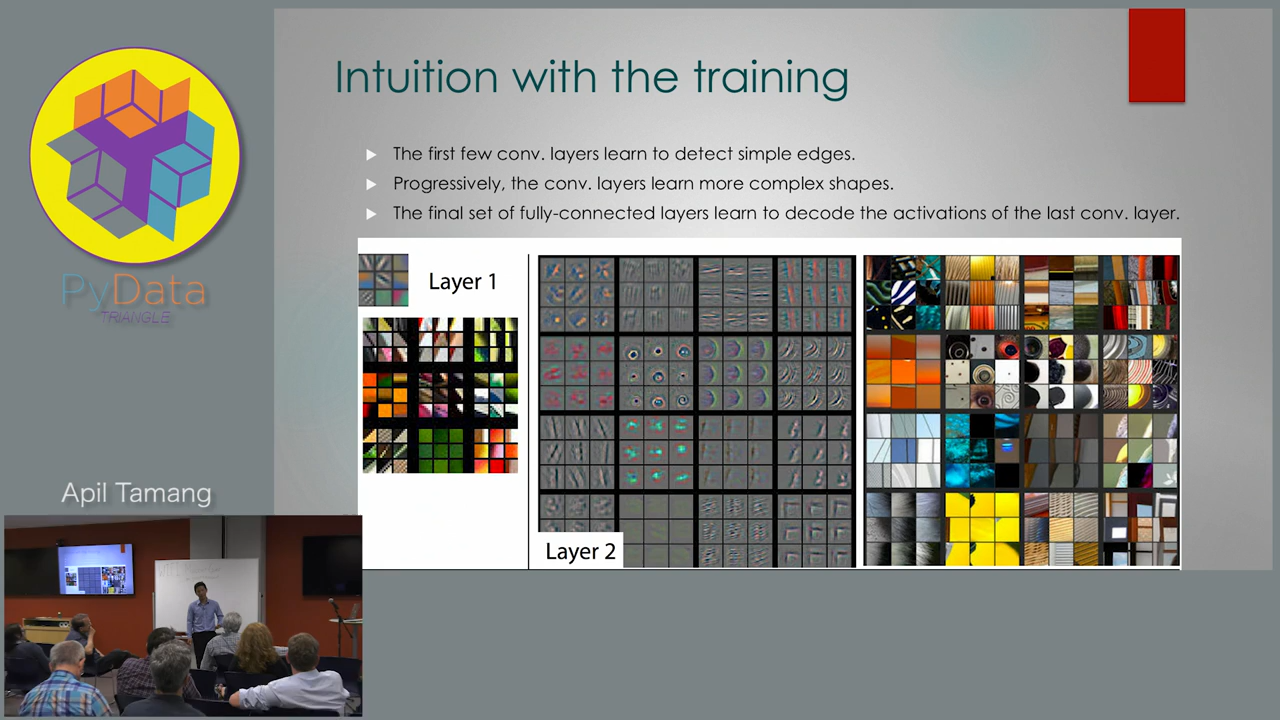 Intuition with the training
The first few conv. layers learn to detect simple edges.
Progressively, the conv. layers learn more complex shapes.
The final set of fully-connected layers learn to decode the activations of the last conv. layer.
Layer 1
Layer 2
PyData
TRIANGLE
Apil Tamang